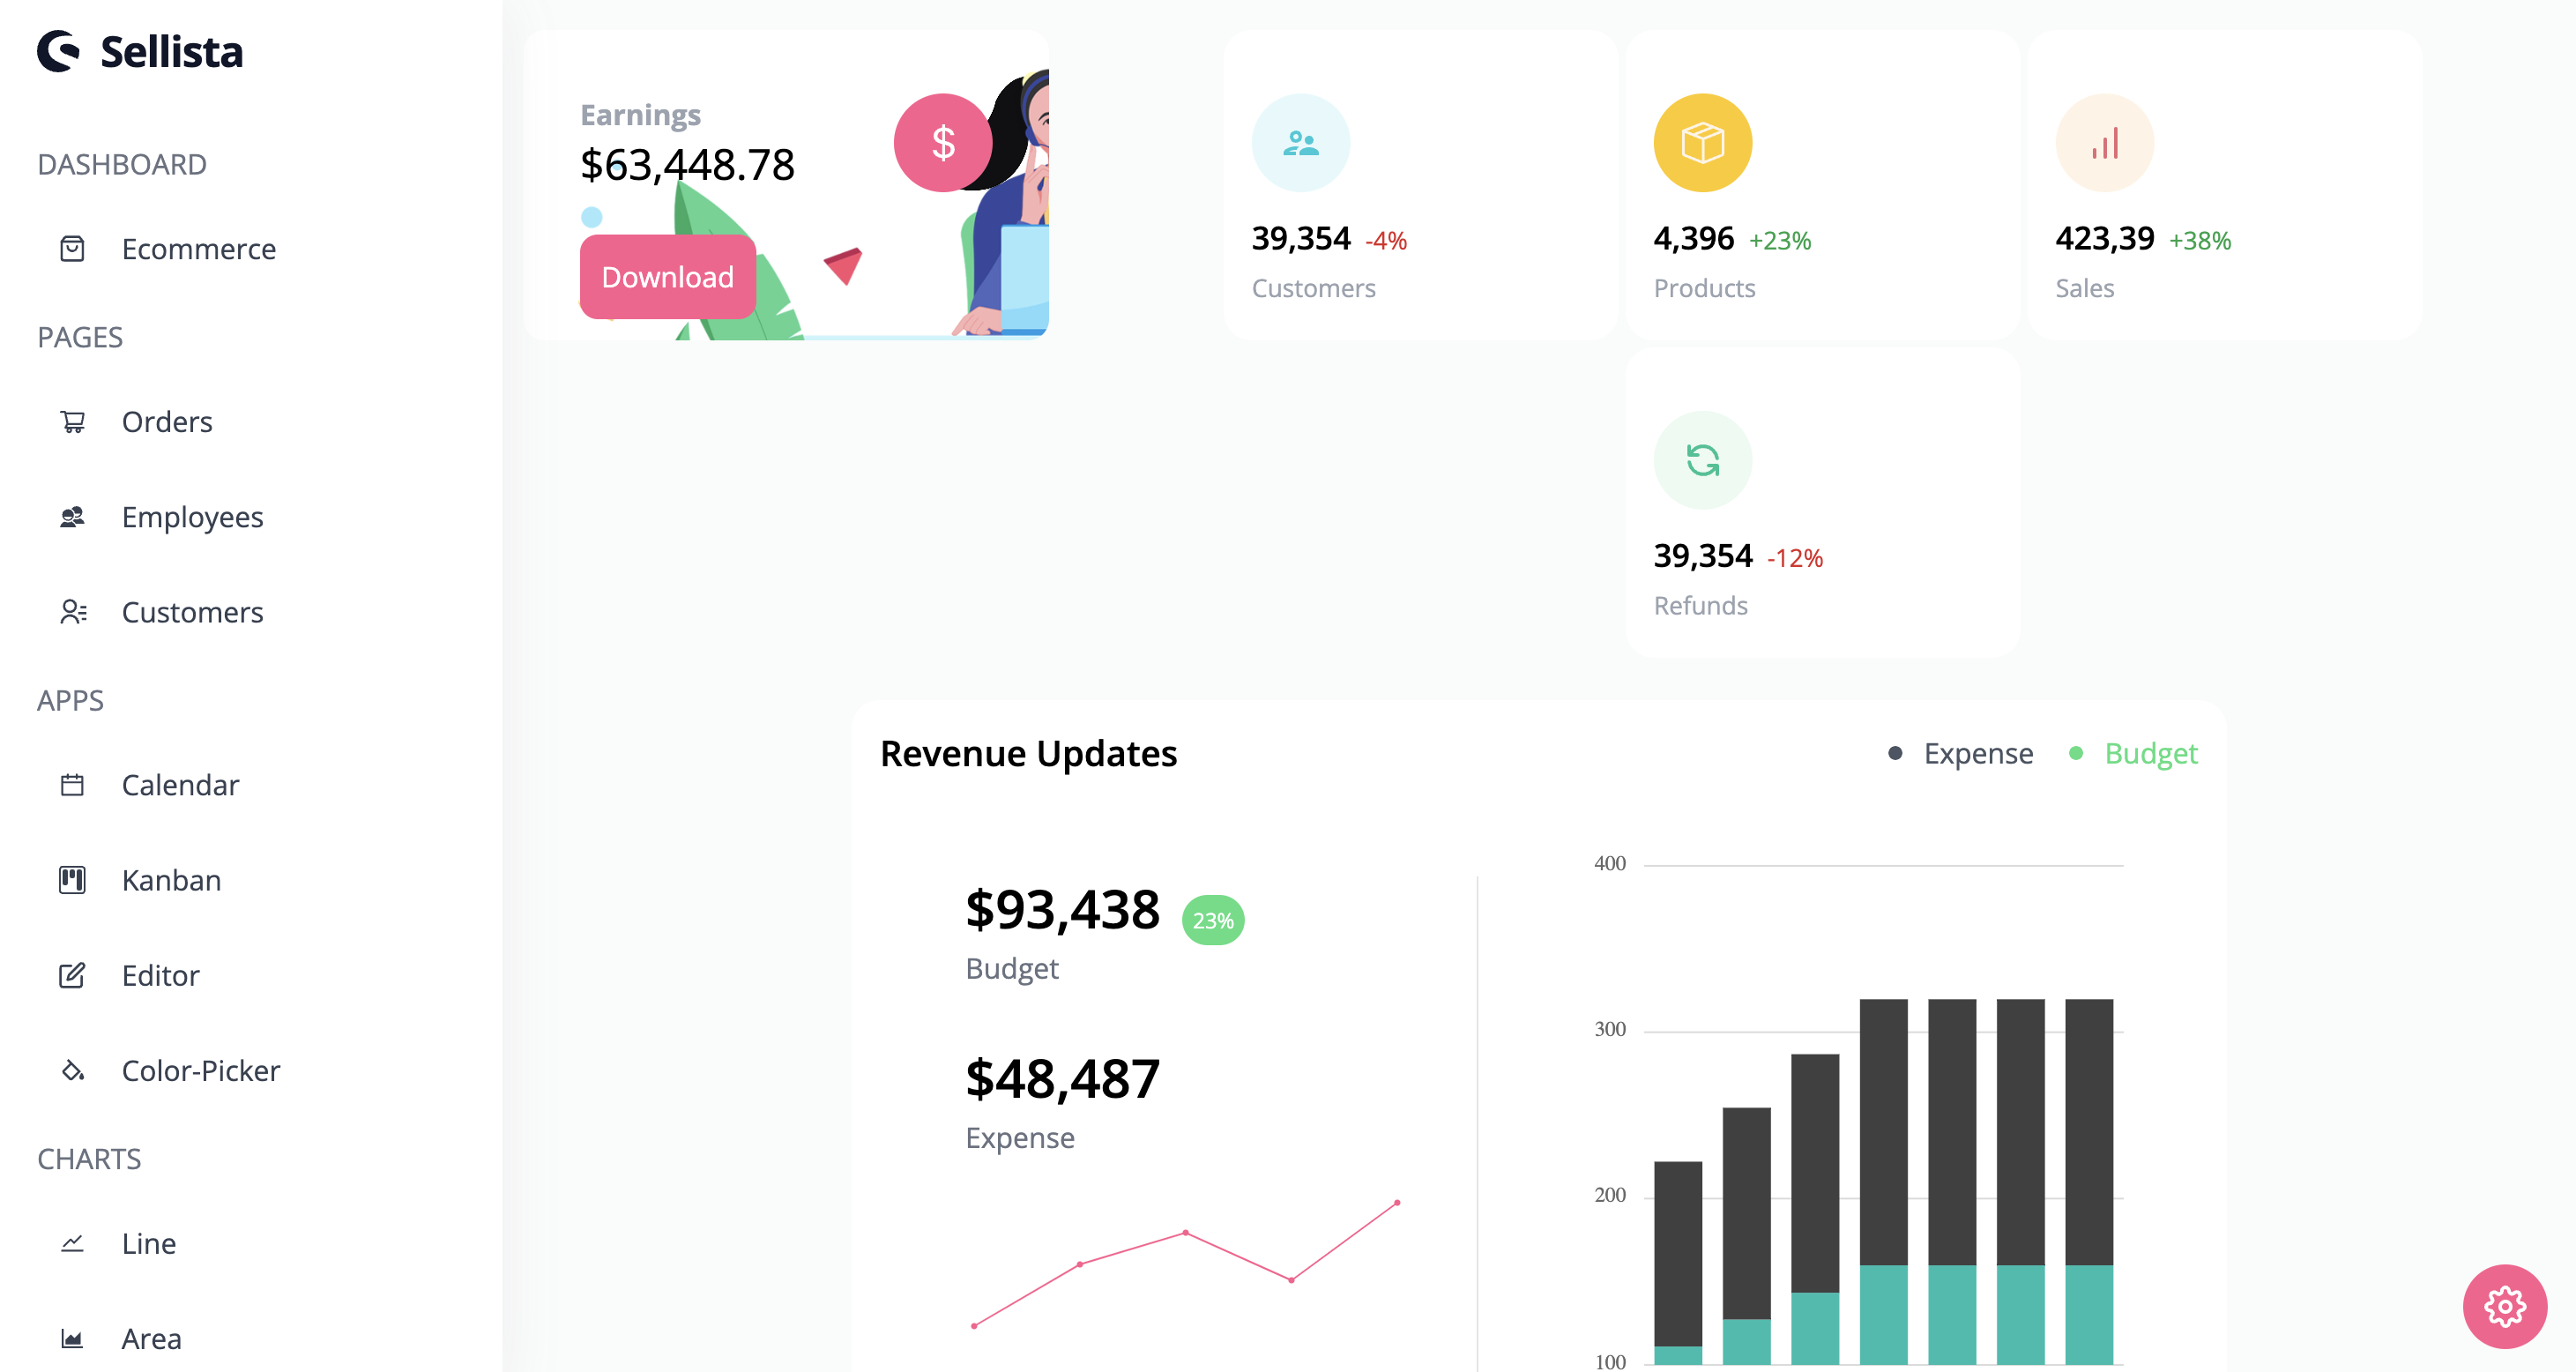 Sellista
DASHBOARD
Ecommerce
PAGES
Orders
Employees
Customers
APPS
Calendar
Kanban
Editor
Color-Picker
CHARTS
Line
Area
Earnings
$63,448.78
$
Download
39,354 -4%
Customers
4,396 +23%
Products
423,39 +38%
Sales
39,354 -12%
Refunds
Revenue Updates
Expense
Budget
$93,438 23%
Budget
$48,487
Expense
400
300
200
100